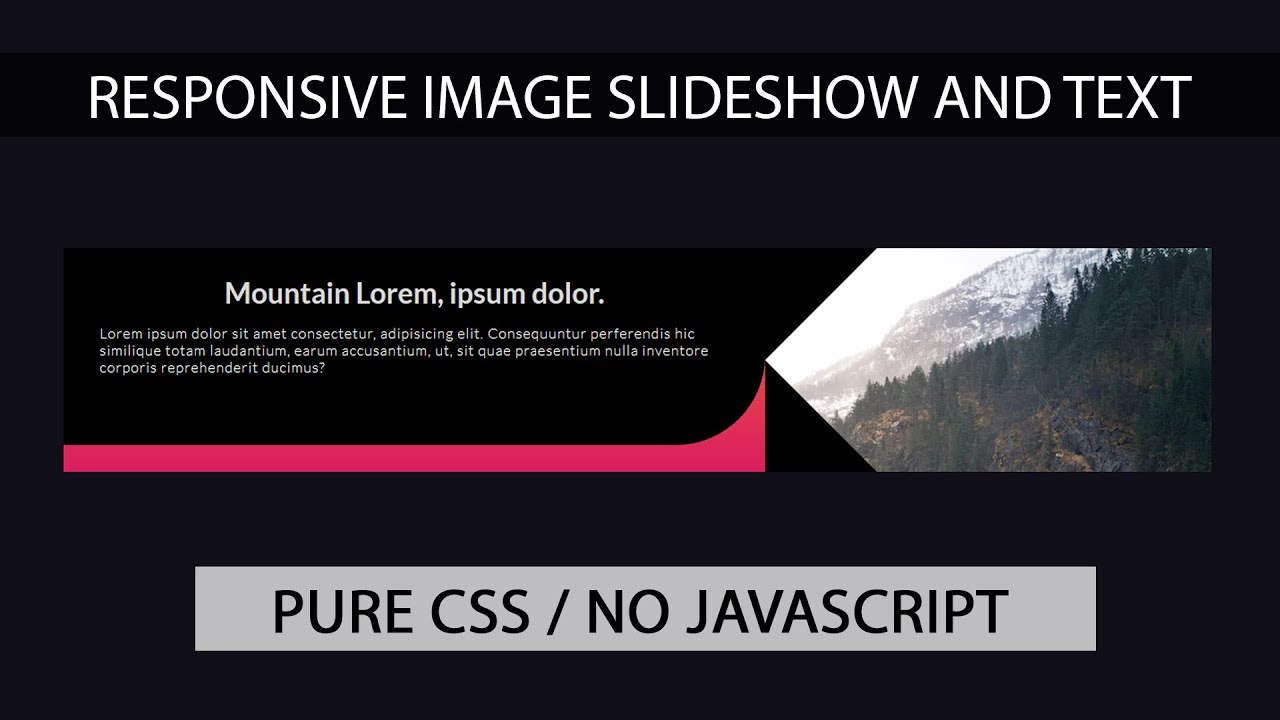 RESPONSIVE IMAGE SLIDESHOW AND TEXT
Mountain Lorem, ipsum dolor.
Lorem ipsum dolor sit amet consectetur, adipisicing elit. Consequuntur perferendis hic
similique totam laudantium, earum accusantium, ut, sit quae praesentium nulla inventore
corporis reprehenderit ducimus?
PURE CSS / NO JAVASCRIPT